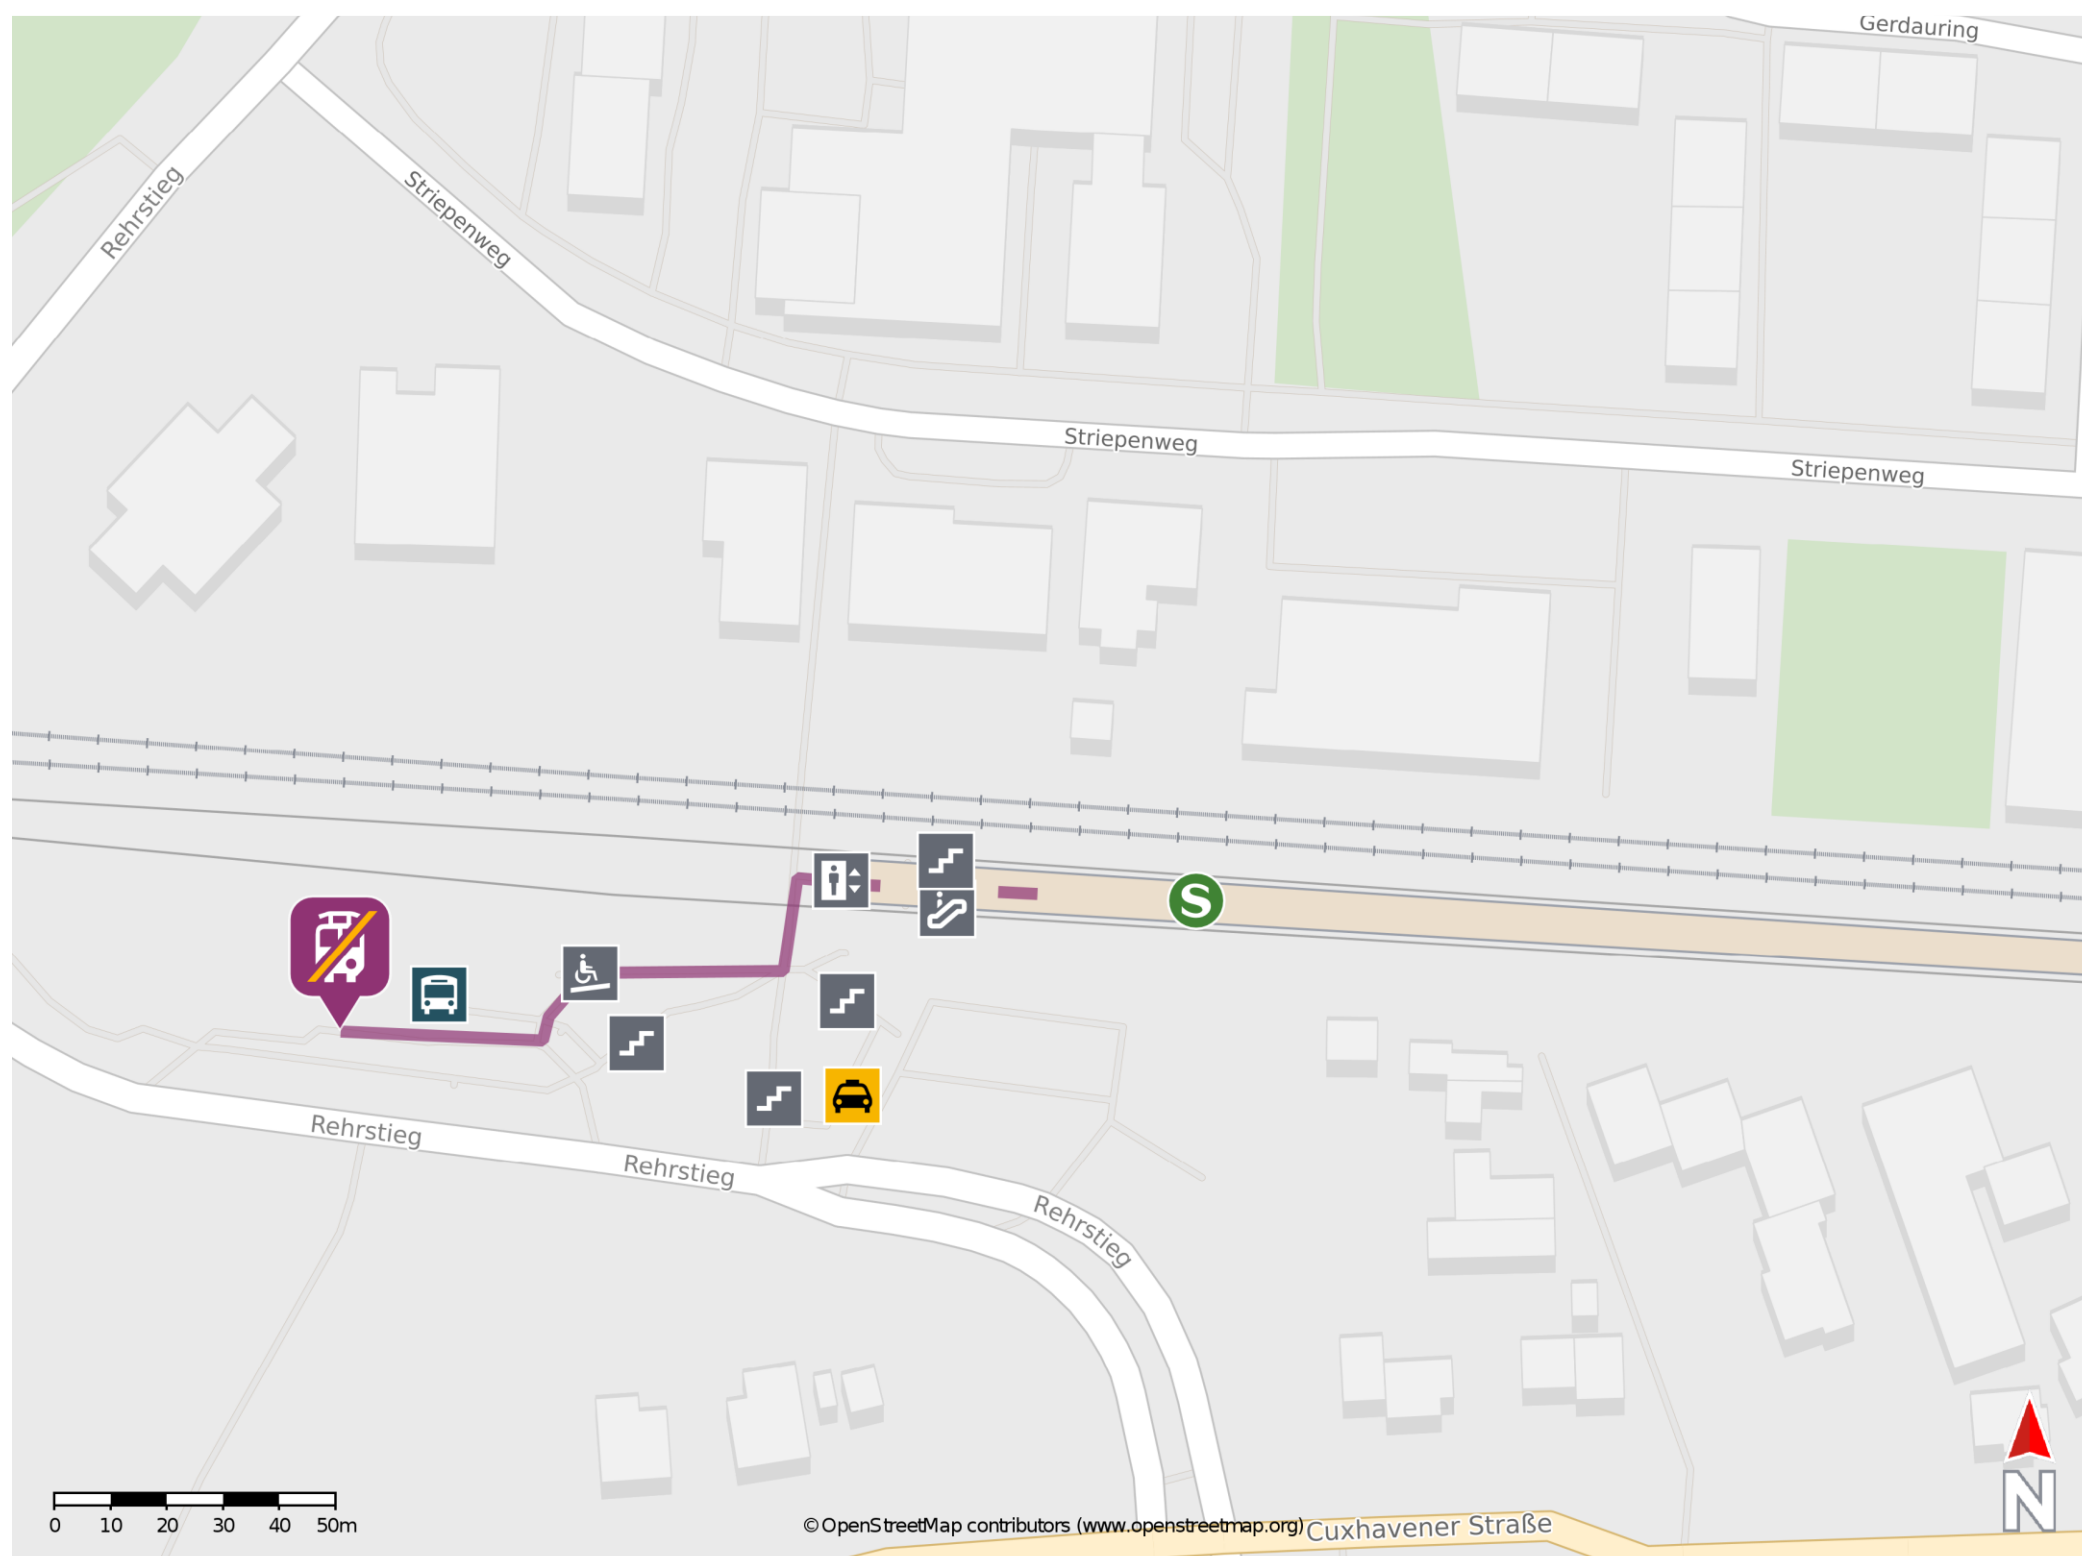 Gerdauring
Rehrstieg
Striepenweg
Striepenweg
Striepenweg
S
Rehrstieg
Rehrstieg
Rehrstieg
N
0 10 20 30 40 50m
©OpenStreetMap contributors (www.openstreetmap.org)
Cuxhavener Straße